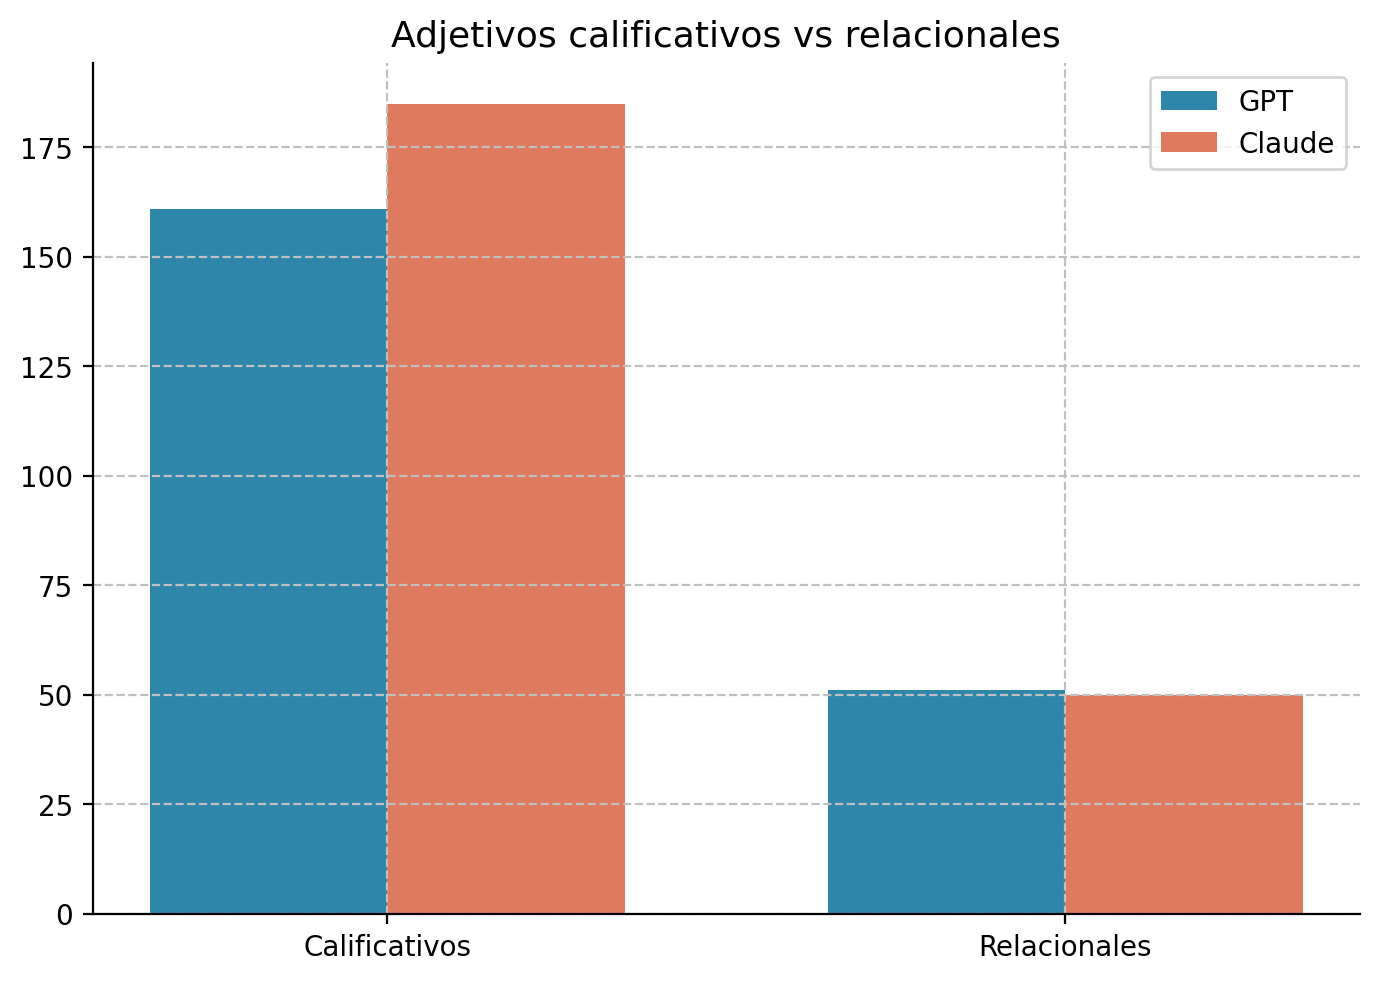 Adjetivos calificativos vs relacionales
GPT
Claude
175
150
125
100
75
50
25
0
Calificativos
Relacionales